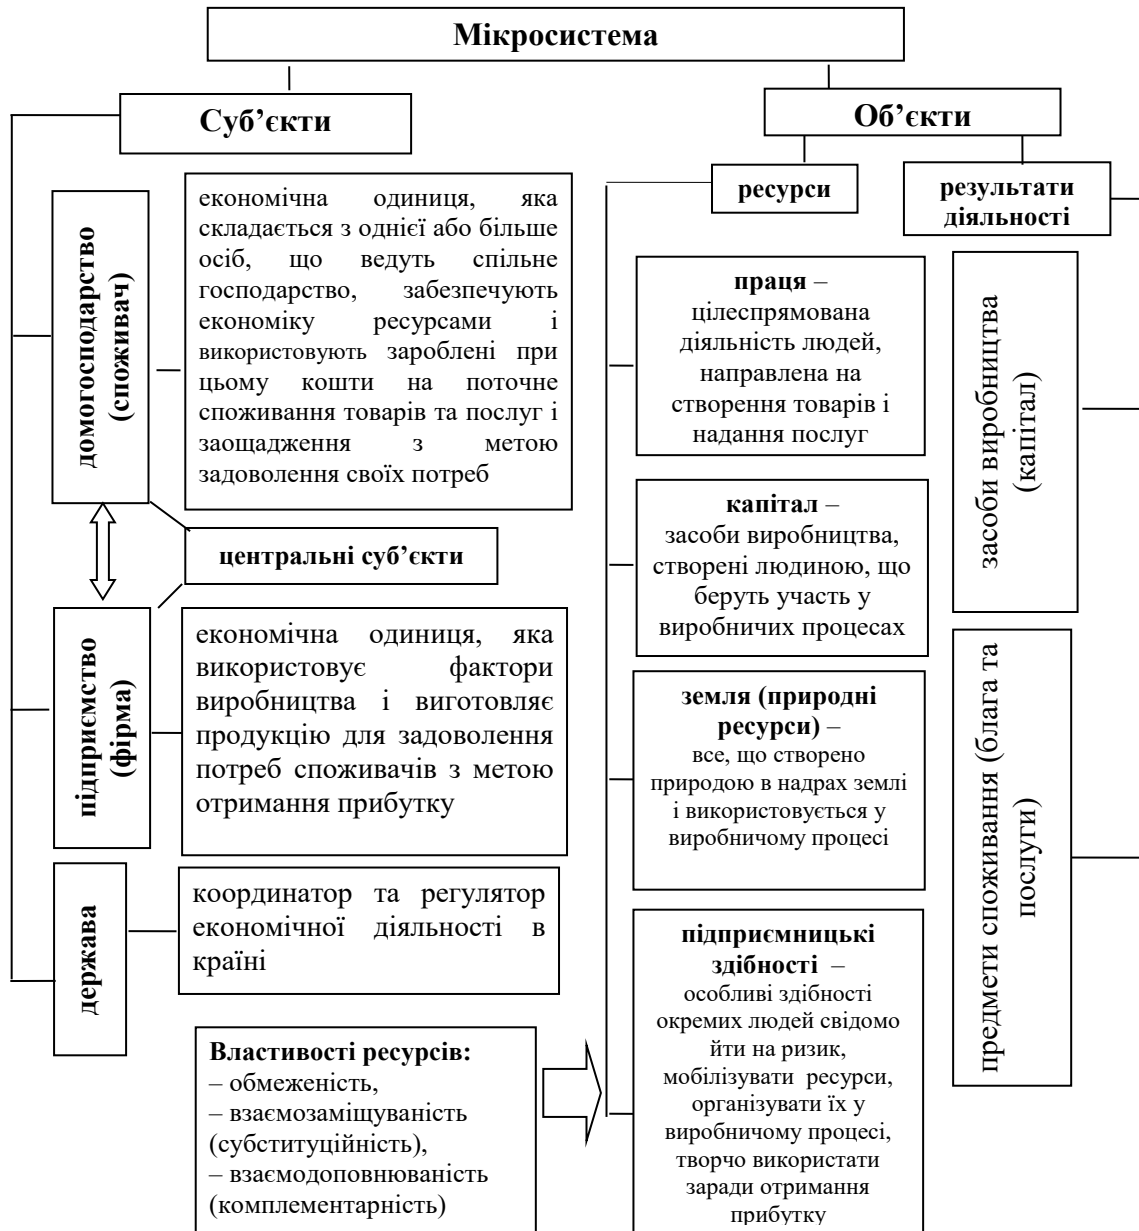 Мікросистема
Суб’єкти
Об’єкти
домогосподарство
(споживач)
економічна одиниця, яка
складається з однієї або більше
осіб, що ведуть спільне
господарство, забезпечують
економіку ресурсами і
використовують зароблені при
цьому кошти на поточне
споживання товарів та послуг і
заощадження з метою
задоволення своїх потреб
центральні суб’єкти
підприємство
(фірма)
економічна одиниця, яка
використовує фактори
виробництва і виготовляє
продукцію для задоволення
потреб споживачів з метою
отримання прибутку
держава
координатор та регулятор
економічної діяльності в
країні
Властивості ресурсів:
– обмеженість,
– взаємозаміщуваність
(субституційність),
– взаємодоповнюваність
(комплементарність)
ресурси
праця –
цілеспрямована
діяльність людей,
направлена на
створення товарів і
надання послуг
капітал –
засоби виробництва,
створені людиною, що
беруть участь у
виробничих процесах
земля (природні
ресурси) –
все, що створено
природою в надрах землі
і використовується у
виробничому процесі
підприємницькі
здібності –
особливі здібності
окремих людей свідомо
йти на ризик,
мобілізувати ресурси,
організувати їх у
виробничому процесі,
творчо використати
заради отримання
прибутку
результати
діяльності
засоби виробництва
(капітал)
предмети споживання (блага та
послуги)